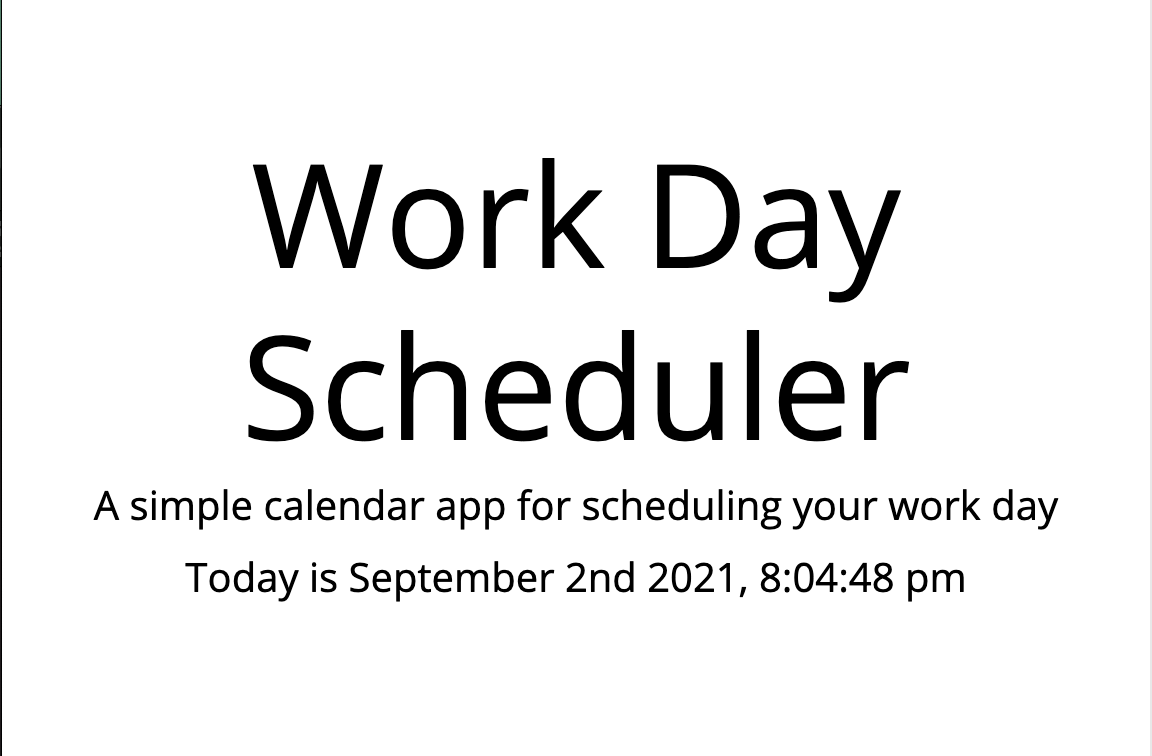 Work Day
Scheduler
A simple calendar app for scheduling your work day
Today is September 2nd 2021, 8:04:48 pm